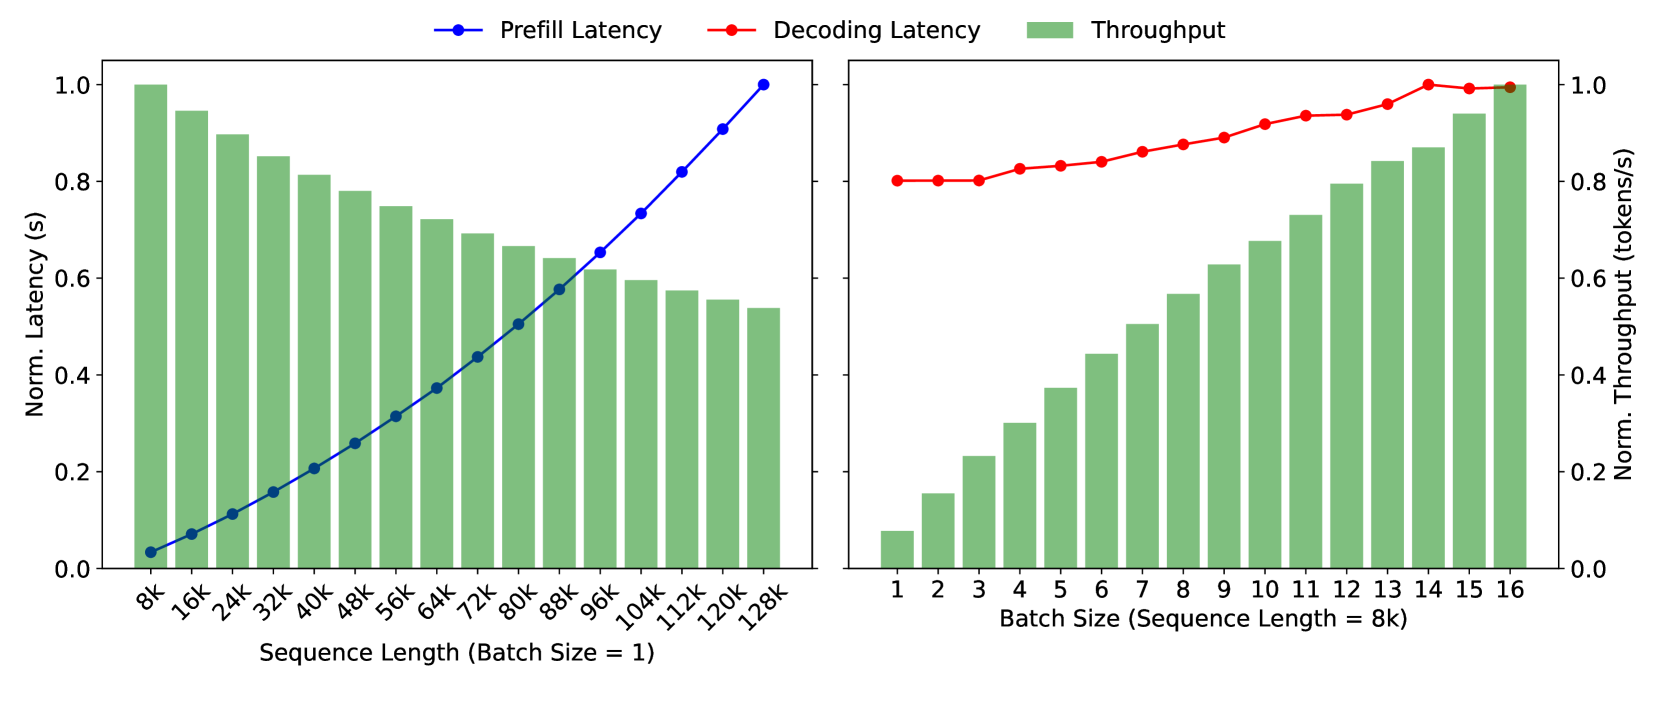 Prefill Latency Decoding Latency Throughput
Norm. Latency (s)
1.0
0.8
0.6
0.4
0.2
0.0
8k 16k 24k 32k 40k 48k 56k 64k 72k 80k 88k 96k 104k 112k 120k 128k
Sequence Length (Batch Size = 1)
1 2 3 4 5 6 7 8 9 10 11 12 13 14 15 16
Batch Size (Sequence Length = 8k)
1.0
0.8
0.6
0.4
0.2
0.0
Norm. Throughput (tokens/s)